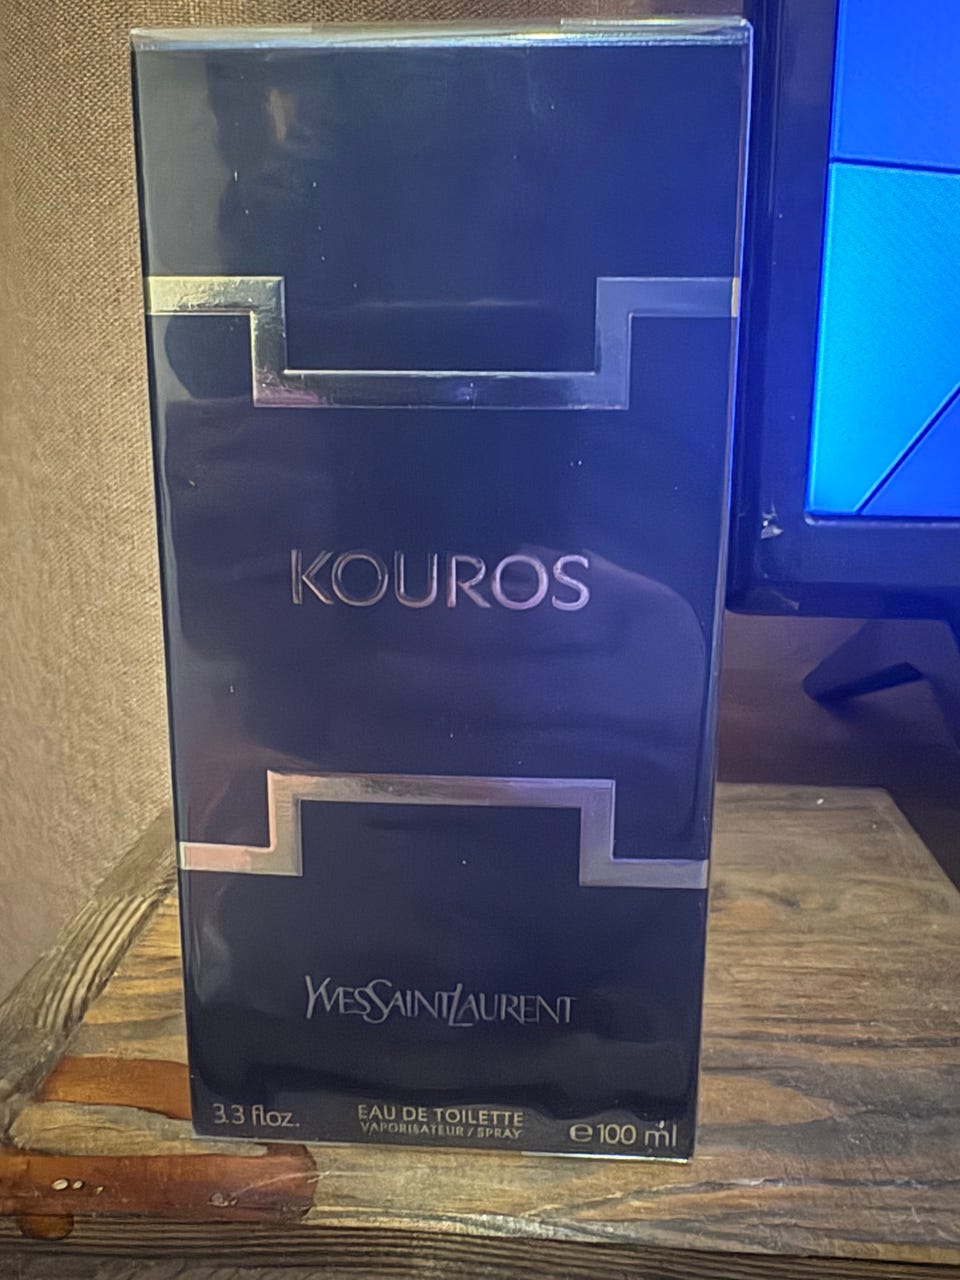 KOUROS
YVESSAINTLAURENT
3.3 fl.oz.
EAU DE TOILETTE
VAPORISATEUR / SPRAY
e 100 ml